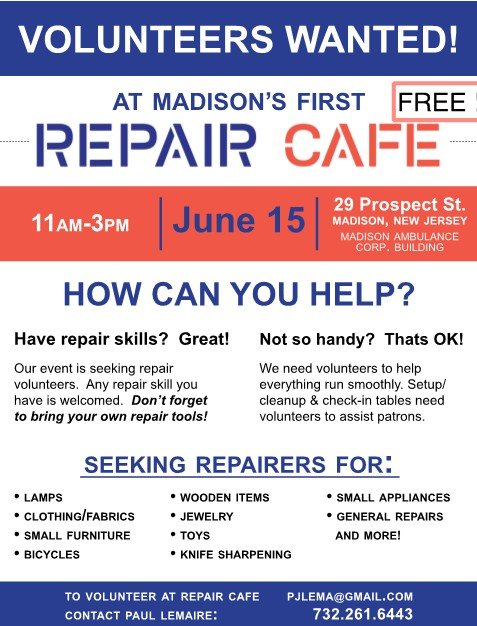 VOLUNTEERS WANTED!
AT MADISON'S FIRST
FREE !
REPAIR CAFE
11AM-3PM
June 15
29 Prospect St.
MADISON, NEW JERSEY
MADISON AMBULANCE
CORP. BUILDING
HOW CAN YOU HELP?
Have repair skills? Great!
Our event is seeking repair
volunteers. Any repair skill you
have is welcomed. Don't forget
to bring your own repair tools!
Not so handy? Thats OK!
We need volunteers to help
everything run smoothly. Setup/
cleanup & check-in tables need
volunteers to assist patrons.
SEEKING REPAIRERS FOR:
• LAMPS
• CLOTHING/FABRICS
• SMALL FURNITURE
• BICYCLES
• WOODEN ITEMS
• JEWELRY
• TOYS
• KNIFE SHARPENING
• SMALL APPLIANCES
• GENERAL REPAIRS
AND MORE!
TO VOLUNTEER AT REPAIR CAFE
CONTACT PAUL LEMAIRE:
PJLEMA@GMAIL.COM
732.261.6443